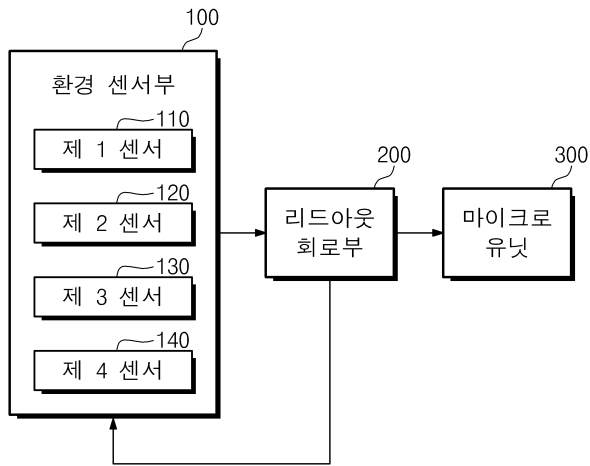 100
환경 센서부
110
제 1 센서
120
제 2 센서
130
제 3 센서
140
제 4 센서
200
리드아웃
회로부
300
마이크로
유닛